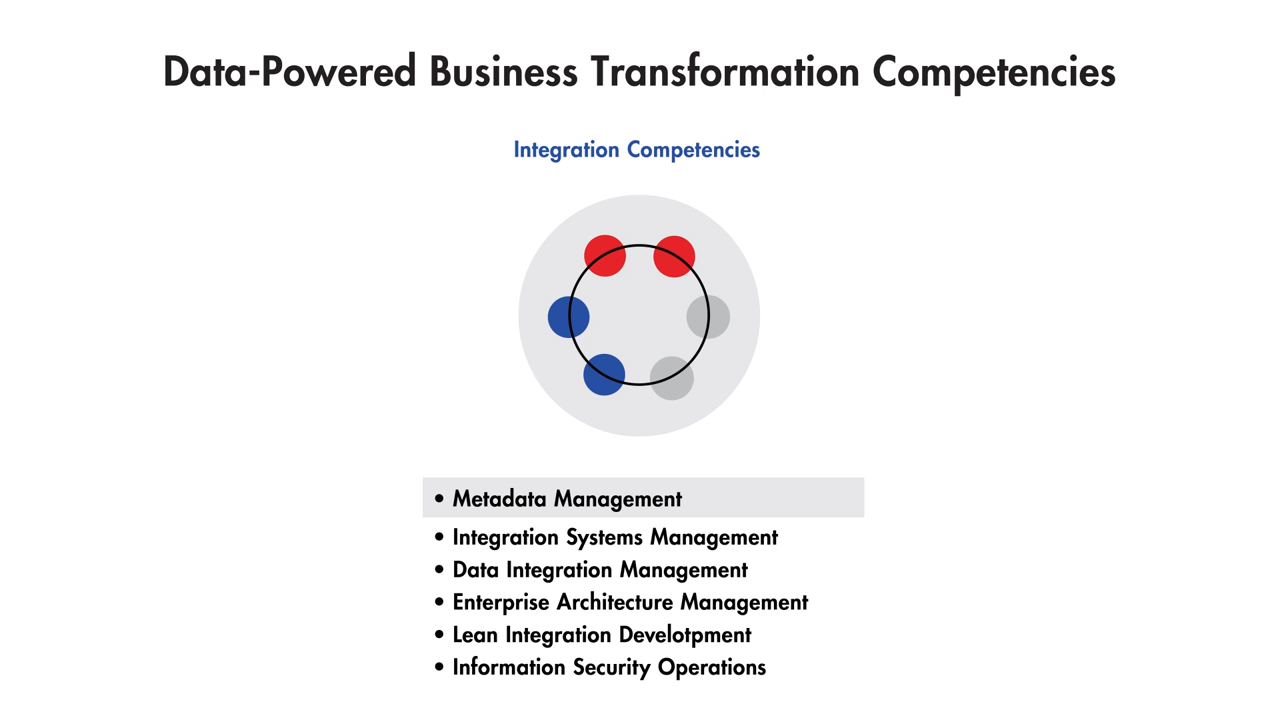 Data-Powered Business Transformation Competencies
Integration Competencies
• Metadata Management
• Integration Systems Management
• Data Integration Management
• Enterprise Architecture Management
• Lean Integration Develotpment
• Information Security Operations